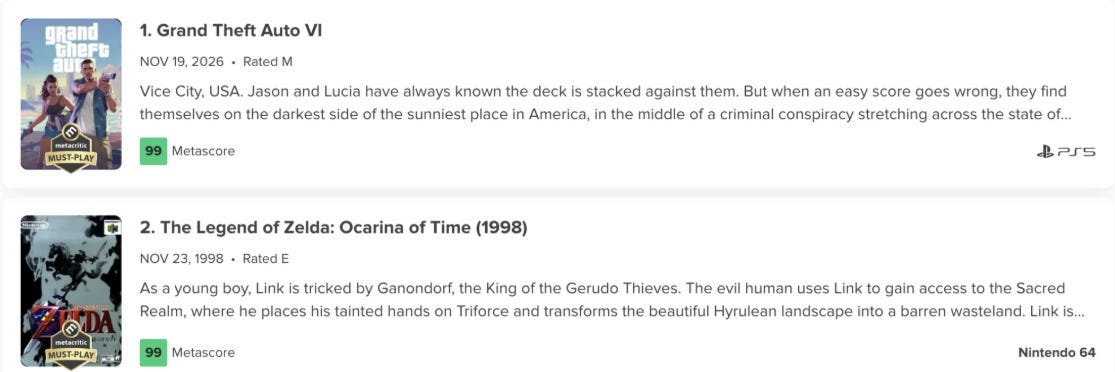 grand
theft
auto
metacritic
MUST-PLAY
1. Grand Theft Auto VI
NOV 19, 2026 • Rated M
Vice City, USA. Jason and Lucia have always known the deck is stacked against them. But when an easy score goes wrong, they find
themselves on the darkest side of the sunniest place in America, in the middle of a criminal conspiracy stretching across the state of...
99 Metascore
PS5
Nintendo
ZELDA
metacritic
MUST-PLAY
2. The Legend of Zelda: Ocarina of Time (1998)
NOV 23, 1998 • Rated E
As a young boy, Link is tricked by Ganondorf, the King of the Gerudo Thieves. The evil human uses Link to gain access to the Sacred
Realm, where he places his tainted hands on Triforce and transforms the beautiful Hyrulean landscape into a barren wasteland. Link is...
99 Metascore
Nintendo 64